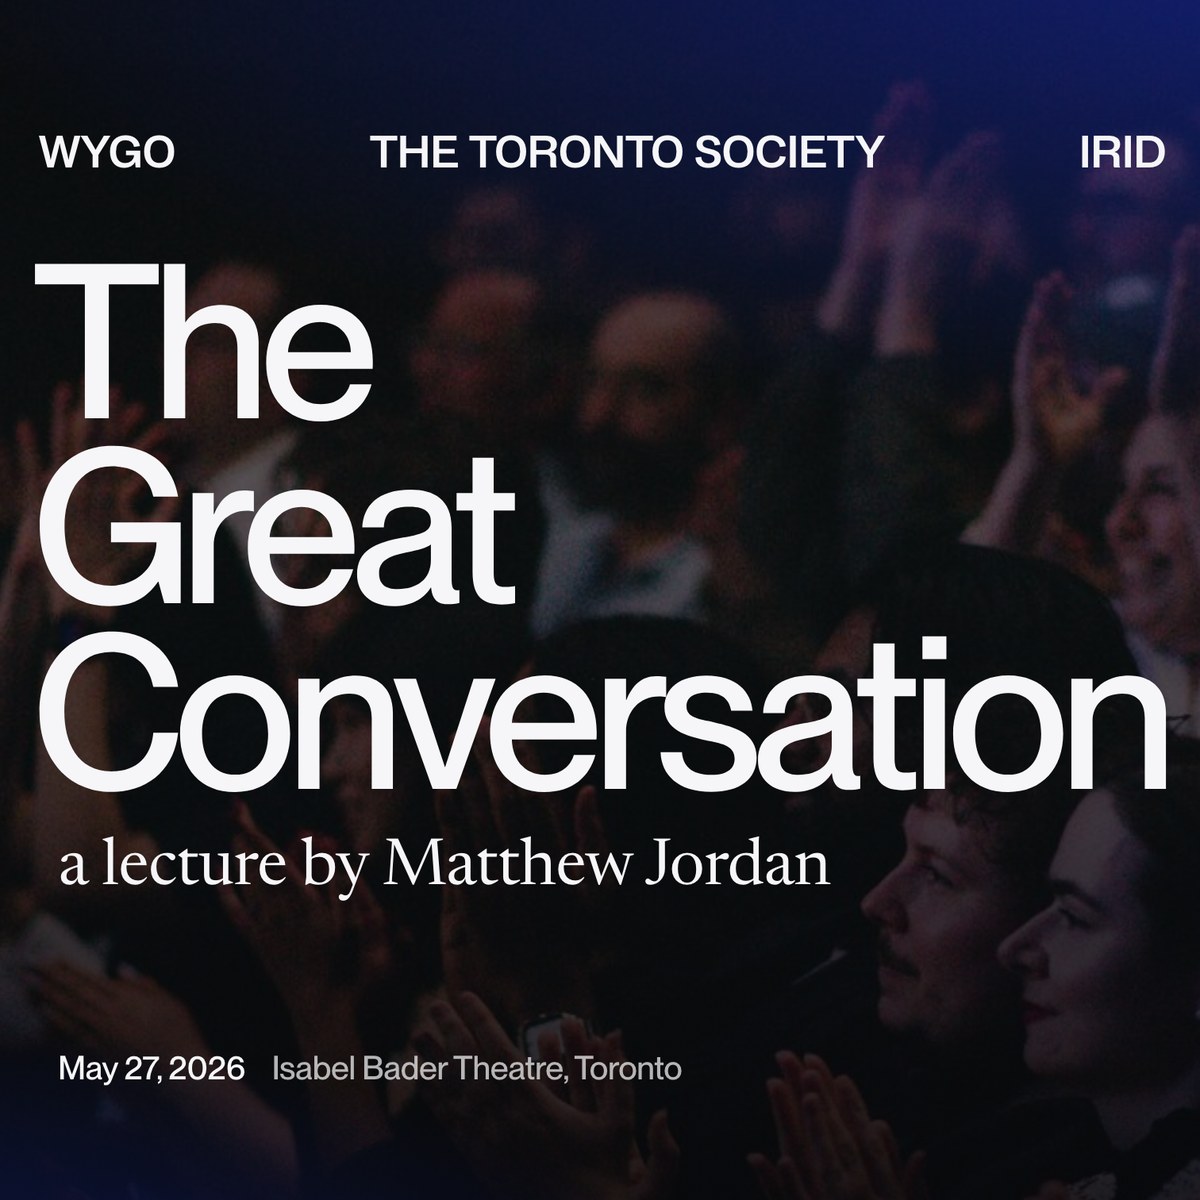 WYGO THE TORONTO SOCIETY IRID
The
Great
Conversation
a lecture by Matthew Jordan
May 27, 2026 Isabel Bader Theatre, Toronto